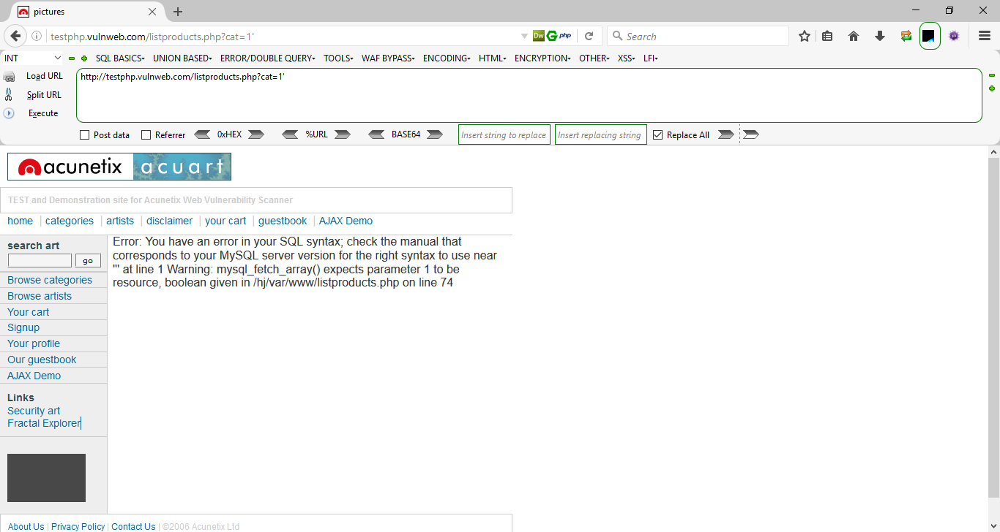 pictures
testphp.vulnweb.com/listproducts.php?cat=1'
Dw
php
Search
INT
SQL BASICS
UNION BASED
ERROR/DOUBLE QUERY
TOOLS
WAF BYPASS
ENCODING
HTML
ENCRYPTION
OTHER
XSS
LFI
Load URL
http://testphp.vulnweb.com/listproducts.php?cat=1'
Split URL
Execute
Post data
Referrer
0xHEX
%URL
BASE64
Insert string to replace
Insert replacing string
Replace All
acunetix acuart
TEST and Demonstration site for Acunetix Web Vulnerability Scanner
home | categories | artists | disclaimer | your cart | guestbook | AJAX Demo
search art
go
Browse categories
Browse artists
Your cart
Signup
Your profile
Our guestbook
AJAX Demo
Links
Security art
Fractal Explorer
Error: You have an error in your SQL syntax; check the manual that
corresponds to your MySQL server version for the right syntax to use near
''' at line 1 Warning: mysql_fetch_array() expects parameter 1 to be
resource, boolean given in /hj/var/www/listproducts.php on line 74
About Us | Privacy Policy | Contact Us | ©2006 Acunetix Ltd